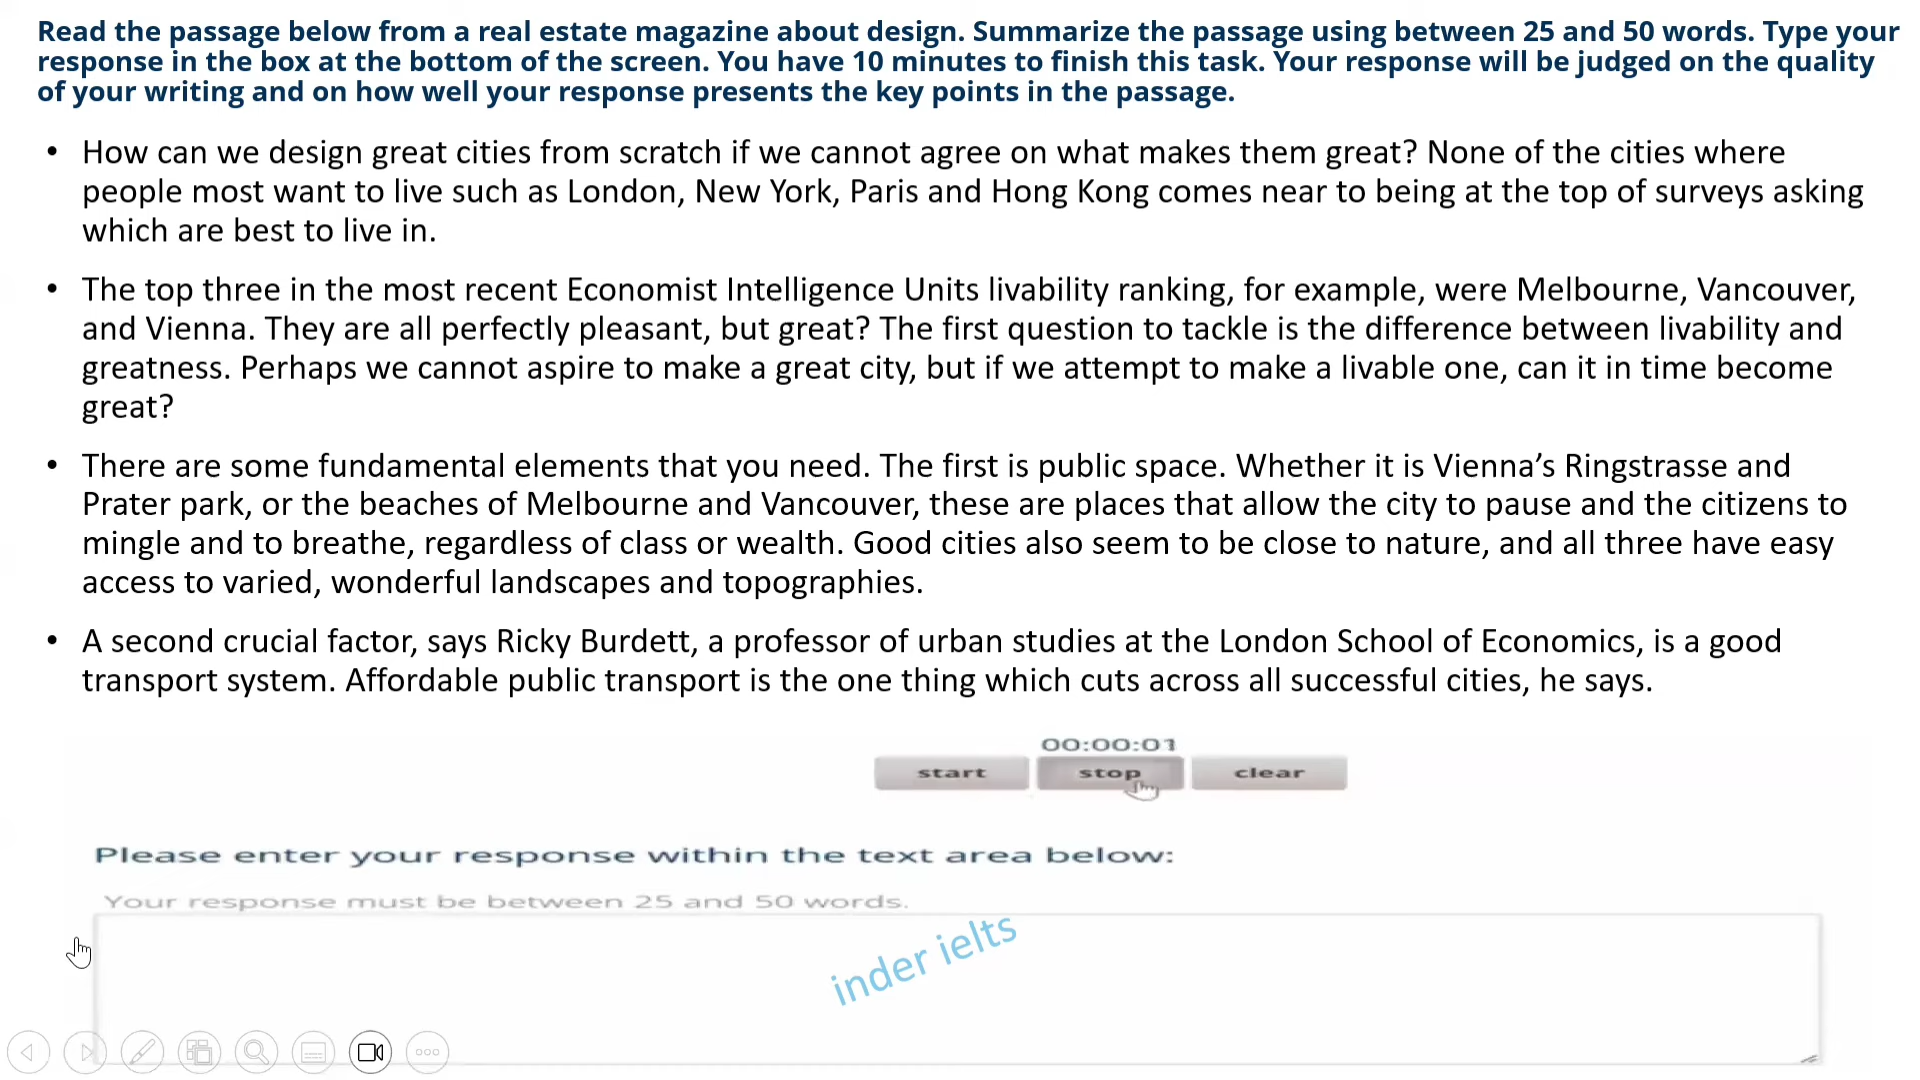 Read the passage below from a real estate magazine about design. Summarize the passage using between 25 and 50 words. Type your
response in the box at the bottom of the screen. You have 10 minutes to finish this task. Your response will be judged on the quality
of your writing and on how well your response presents the key points in the passage.
• How can we design great cities from scratch if we cannot agree on what makes them great? None of the cities where
people most want to live such as London, New York, Paris and Hong Kong comes near to being at the top of surveys asking
which are best to live in.
• The top three in the most recent Economist Intelligence Units livability ranking, for example, were Melbourne, Vancouver,
and Vienna. They are all perfectly pleasant, but great? The first question to tackle is the difference between livability and
greatness. Perhaps we cannot aspire to make a great city, but if we attempt to make a livable one, can it in time become
great?
• There are some fundamental elements that you need. The first is public space. Whether it is Vienna’s Ringstrasse and
Prater park, or the beaches of Melbourne and Vancouver, these are places that allow the city to pause and the citizens to
mingle and to breathe, regardless of class or wealth. Good cities also seem to be close to nature, and all three have easy
access to varied, wonderful landscapes and topographies.
• A second crucial factor, says Ricky Burdett, a professor of urban studies at the London School of Economics, is a good
transport system. Affordable public transport is the one thing which cuts across all successful cities, he says.
00:00:01
start stop clear
Please enter your response within the text area below:
Your response must be between 25 and 50 words.
inder ielts